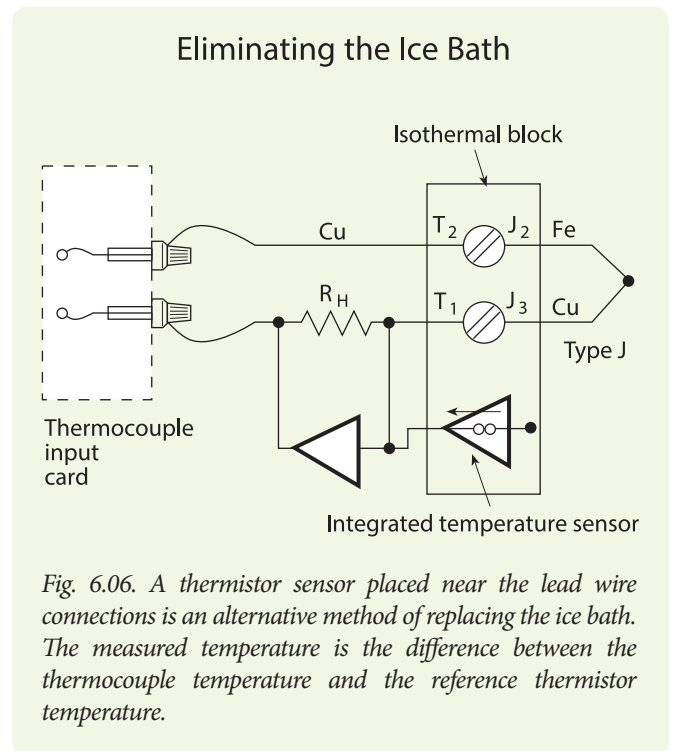 Eliminating the Ice Bath
Isothermal block
Cu
T2
J2
Fe
RH
T1
J3
Cu
Type J
Thermocouple
input
card
Integrated temperature sensor
Fig. 6.06. A thermistor sensor placed near the lead wire
connections is an alternative method of replacing the ice bath.
The measured temperature is the difference between the
thermocouple temperature and the reference thermistor
temperature.